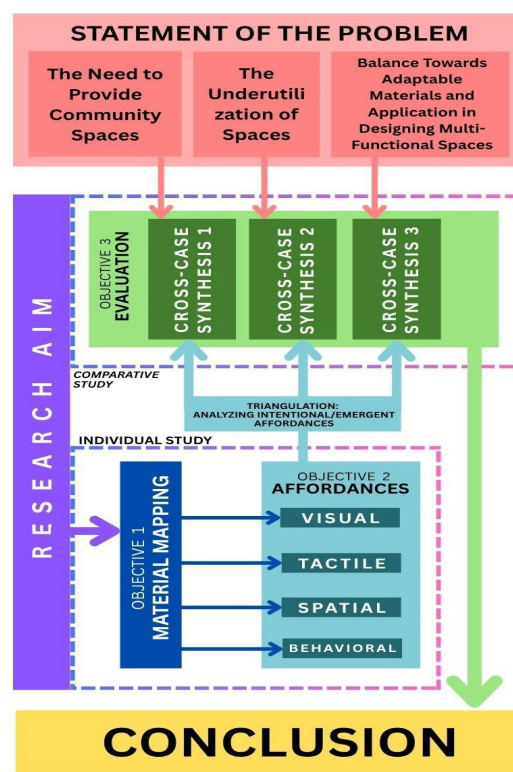 STATEMENT OF THE PROBLEM
The Need to
Provide
Community
Spaces
The
Underutili
zation of
Spaces
Balance Towards
Adaptable
Materials and
Application in
Designing Multi-
Functional Spaces
RESEARCH AIM
OBJECTIVE 3
EVALUATION
CROSS-CASE
SYNTHESIS 1
CROSS-CASE
SYNTHESIS 2
CROSS-CASE
SYNTHESIS 3
COMPARATIVE
STUDY
TRIANGULATION:
ANALYZING INTENTIONAL/EMERGENT
AFFORDANCES
INDIVIDUAL STUDY
OBJECTIVE 1
MATERIAL MAPPING
OBJECTIVE 2
AFFORDANCES
VISUAL
TACTILE
SPATIAL
BEHAVIORAL
CONCLUSION